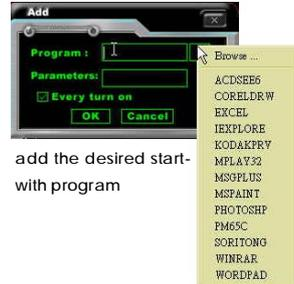 Add
Program :
Parameters:
Every turn on
OK Cancel
add the desired start-
with program
Browse ...
ACDSEE6
CORELDRW
EXCEL
IEXPLORE
KODAKPRV
MPLAY32
MSGPLUS
MSPAINT
PHOTOSHP
PM65C
SORITONG
WINRAR
WORDPAD